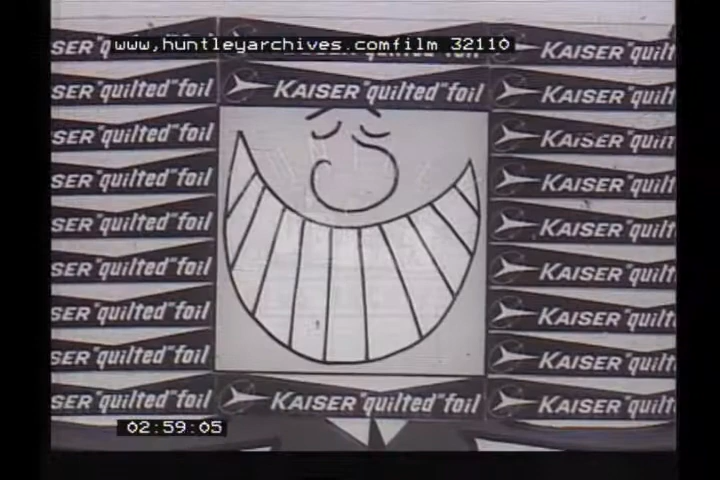 www,huntleyarchives.comfilm 32110
SER "q KAISER "quilt
SER "quilted" foil KAISER "quilted" foil KAISER "quilt
SER "quilted" foil KAISER "quilt
SER "quilted" foil KAISER "quilt
SER "quilted" foil KAISER "quilt
SER "quilted" foil KAISER "quilt
SER "quilted" foil KAISER "quilt
SER "quilted" foil KAISER "quilt
SER "quilted" foil KAISER "quilted" foil KAISER "quilt
02:59:05